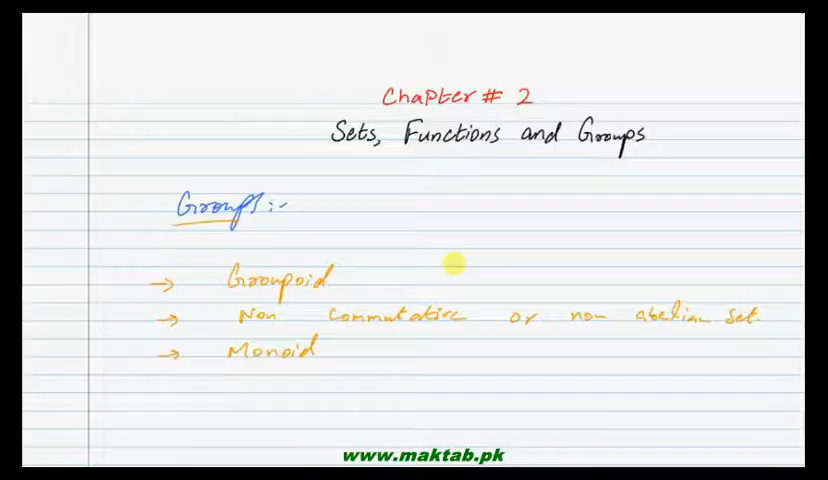 Chapter # 2
Sets, Functions and Groups
Groups :-
→ Groupoid
→ Non commutative or non abelian set.
→ Monoid
www.maktab.pk